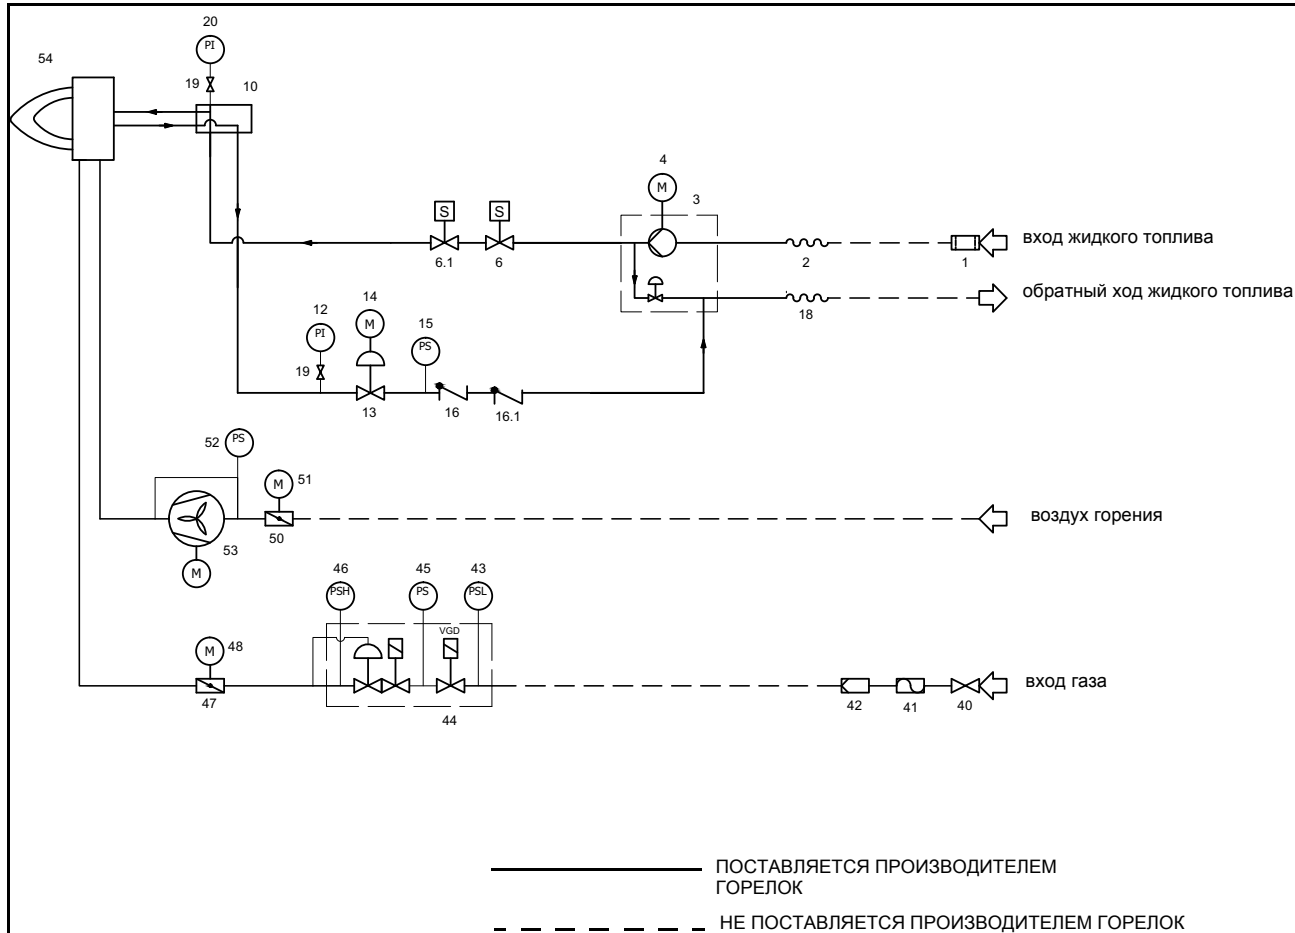 20
PI
54
19
10
4
M
3
S
S
6.1
6
2
1
вход жидкого топлива
обратный ход жидкого топлива
18
14
12
M
15
PI
PS
19
13
16
16.1
52
PS
51
M
53
50
M
воздух горения
46
45
43
PSH
PS
PSL
VGD
M
48
47
44
42
41
40
вход газа
ПОСТАВЛЯЕТСЯ ПРОИЗВОДИТЕЛЕМ
ГОРЕЛОК
НЕ ПОСТАВЛЯЕТСЯ ПРОИЗВОДИТЕЛЕМ ГОРЕЛОК